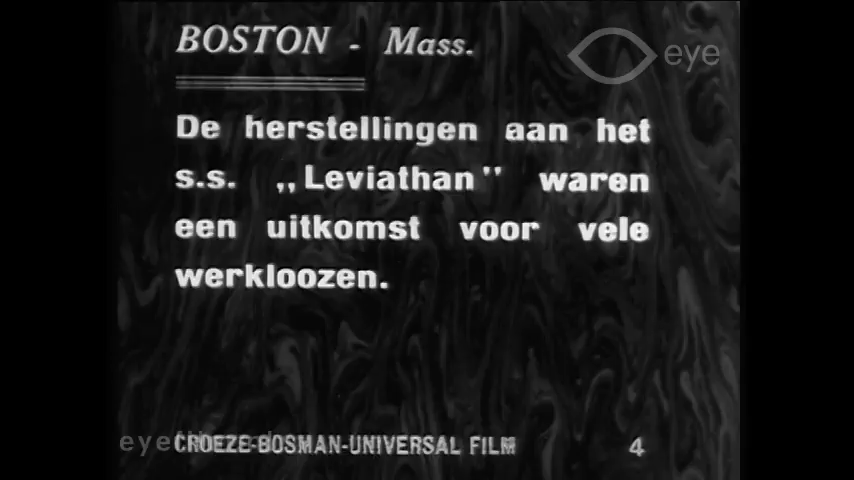 BOSTON - Mass.
eye
De herstellingen aan het
s.s. „Leviathan" waren
een uitkomst voor vele
werkloozen.
CROEZE-BOSMAN-UNIVERSAL FILM 4